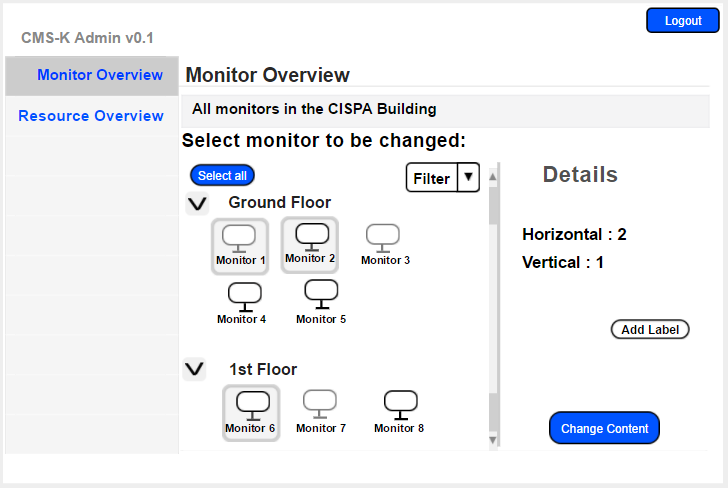 Logout
CMS-K Admin v0.1
Monitor Overview
Resource Overview
Monitor Overview
All monitors in the CISPA Building
Select monitor to be changed:
Select all
Filter
Ground Floor
Monitor 1
Monitor 2
Monitor 3
Monitor 4
Monitor 5
1st Floor
Monitor 6
Monitor 7
Monitor 8
Details
Horizontal : 2
Vertical : 1
Add Label
Change Content